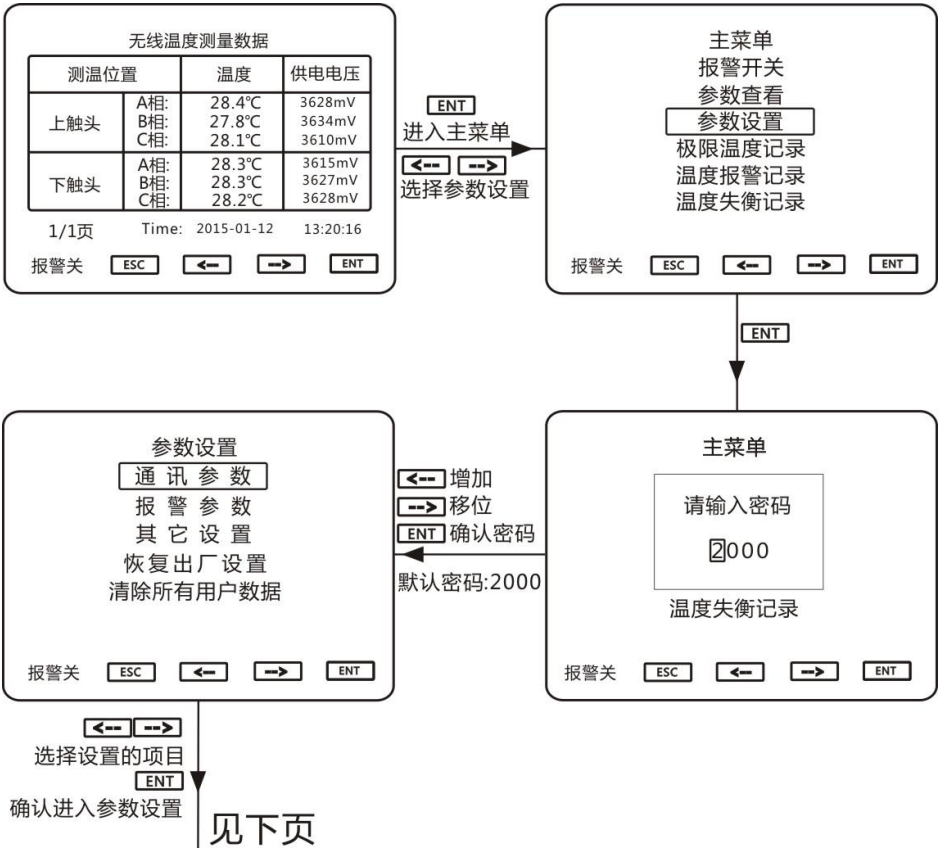 无线温度测量数据
测温位置 温度 供电电压
上触头 A相: 28.4℃ 3628mV
B相: 27.8℃ 3634mV
C相: 28.1℃ 3610mV
下触头 A相: 28.3℃ 3615mV
B相: 28.3℃ 3627mV
C相: 28.2℃ 3628mV
1/1页 Time: 2015-01-12 13:20:16
报警关 ESC <-- --> ENT
ENT
进入主菜单
<-- -->
选择参数设置
主菜单
报警开关
参数查看
参数设置
极限温度记录
温度报警记录
温度失衡记录
报警关 ESC <-- --> ENT
ENT
主菜单
请输入密码
2000
温度失衡记录
报警关 ESC <-- --> ENT
<-- 增加
--> 移位
ENT 确认密码
默认密码:2000
参数设置
通讯参数
报警参数
其它设置
恢复出厂设置
清除所有用户数据
报警关 ESC <-- --> ENT
<-- -->
选择设置的项目
ENT
确认进入参数设置
见下页